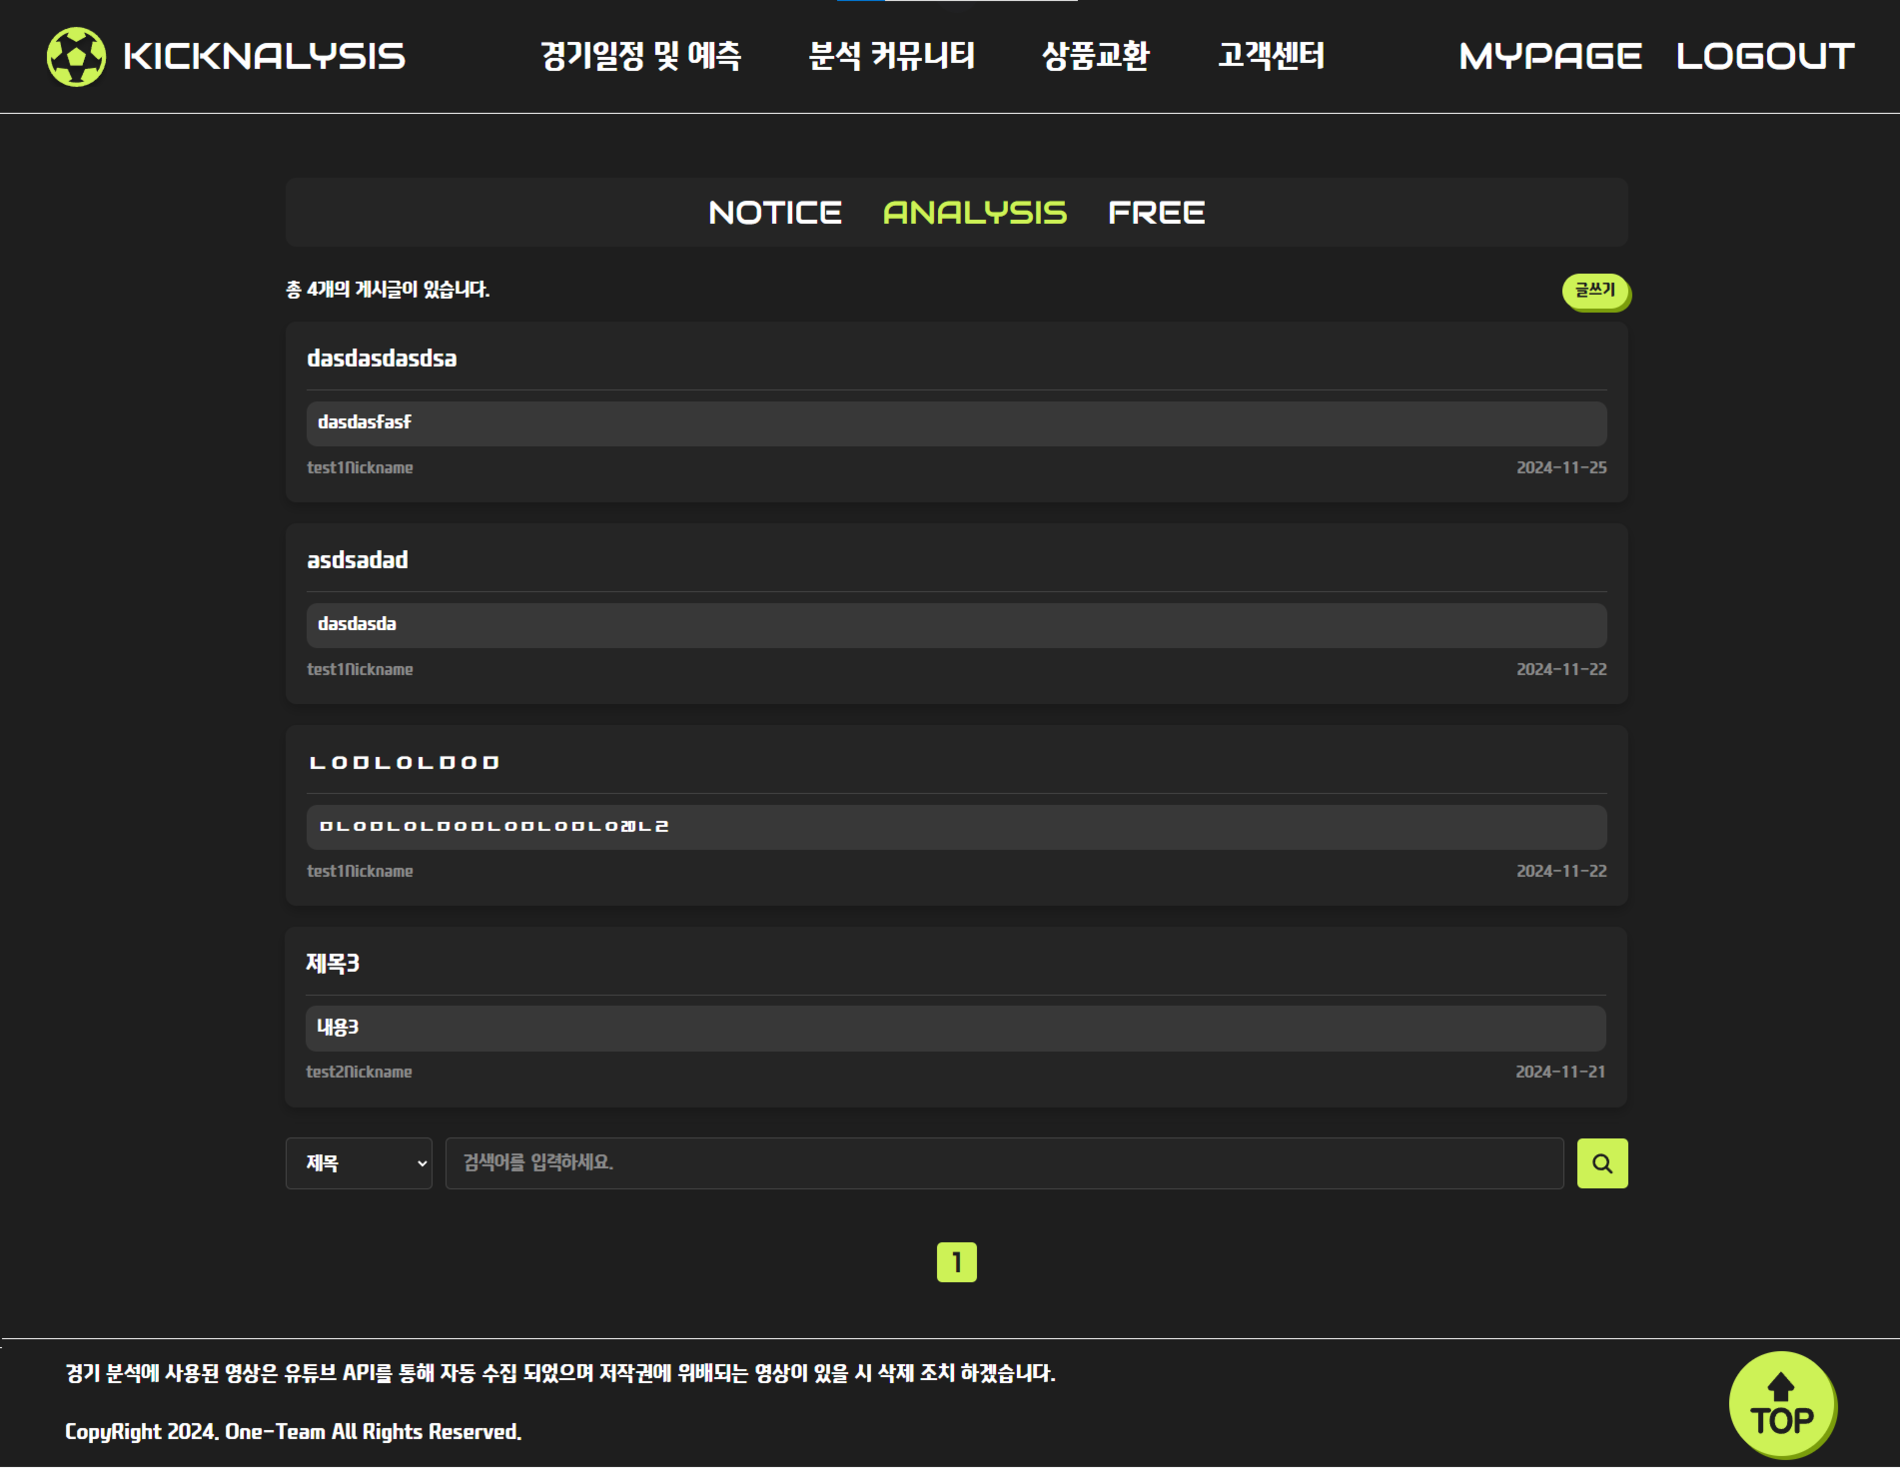 KICKNALYSIS 경기일정 및 예측 분석 커뮤니티 상품교환 고객센터 MYPAGE LOGOUT
NOTICE ANALYSIS FREE
총 4개의 게시글이 있습니다. 글쓰기
dasdasdasdsa
dasdasfasf
test1Nickname 2024-11-25
asdsadad
dasdasda
test1Nickname 2024-11-22
ㄴㅇㅁㄴㅇㄴㅁㅇㅁ
test1Nickname 2024-11-22
제목3
내용3
test2Nickname 2024-11-21
제목 검색어를 입력하세요.
1
경기 분석에 사용된 영상은 유튜브 API를 통해 자동 수집 되었으며 저작권에 위배되는 영상이 있을 시 삭제 조치 하겠습니다.
CopyRight 2024. One-Team All Rights Reserved.
TOP